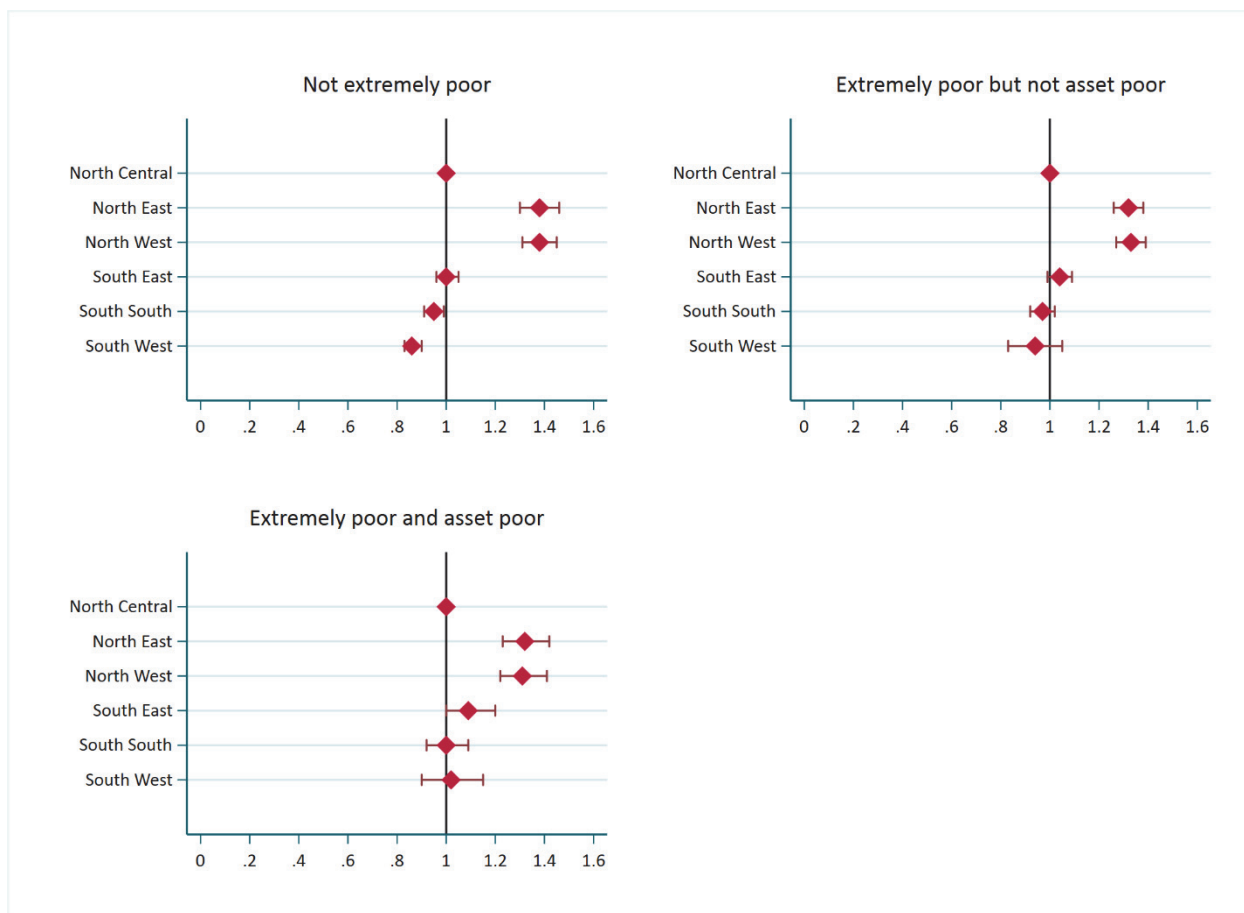 Not extremely poor
North Central
North East
North West
South East
South South
South West
0 .2 .4 .6 .8 1 1.2 1.4 1.6
Extremely poor but not asset poor
North Central
North East
North West
South East
South South
South West
0 .2 .4 .6 .8 1 1.2 1.4 1.6
Extremely poor and asset poor
North Central
North East
North West
South East
South South
South West
0 .2 .4 .6 .8 1 1.2 1.4 1.6